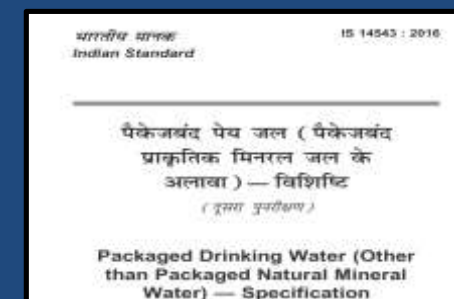 भारतीय मानक
IS 14543 : 2016
Indian Standard
पैकेजबंद पेय जल ( पैकेजबंद
प्राकृतिक मिनरल जल के
अलावा ) — विशिष्टि
( दूसरा पुनरीक्षण )
Packaged Drinking Water (Other
than Packaged Natural Mineral
Water) — Specification